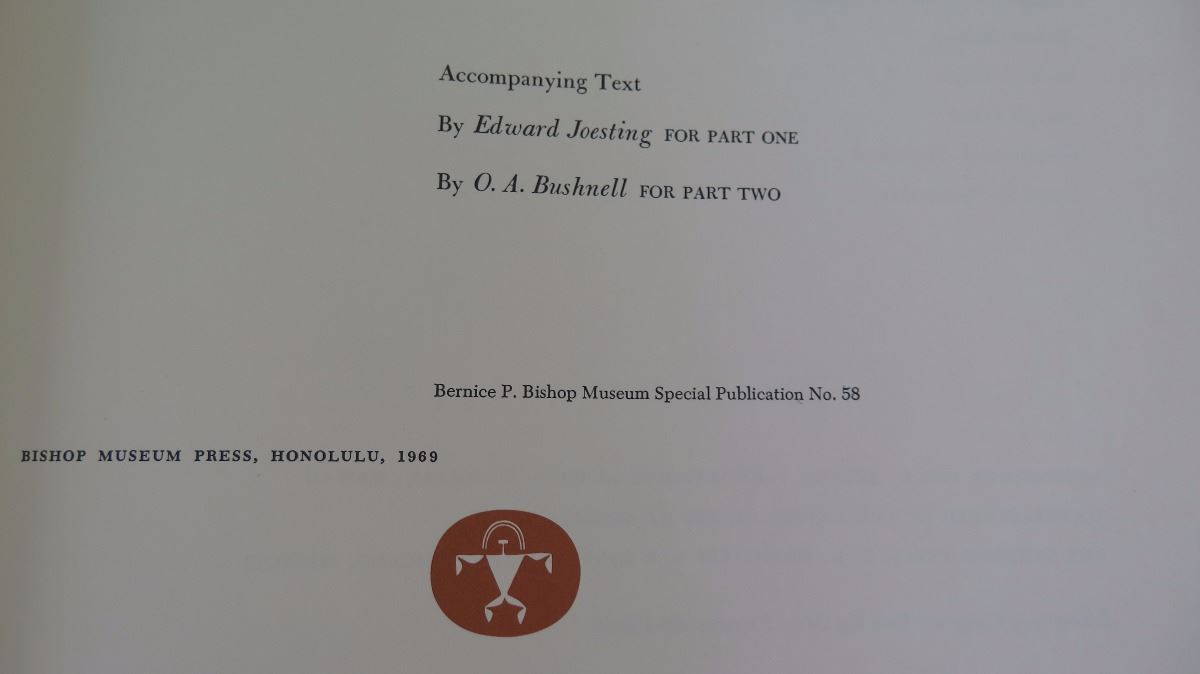 Accompanying Text
By Edward Joesting FOR PART ONE
By O. A. Bushnell FOR PART TWO
Bernice P. Bishop Museum Special Publication No. 58
BISHOP MUSEUM PRESS, HONOLULU, 1969